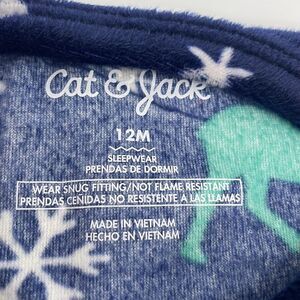 Cat & Jack
12M
SLEEPWEAR
PRENDAS DE DORMIR
WEAR SNUG FITTING/NOT FLAME RESISTANT
PRENDAS CEÑIDAS NO RESISTENTE A LAS LLAMAS
MADE IN VIETNAM
HECHO EN VIETNAM